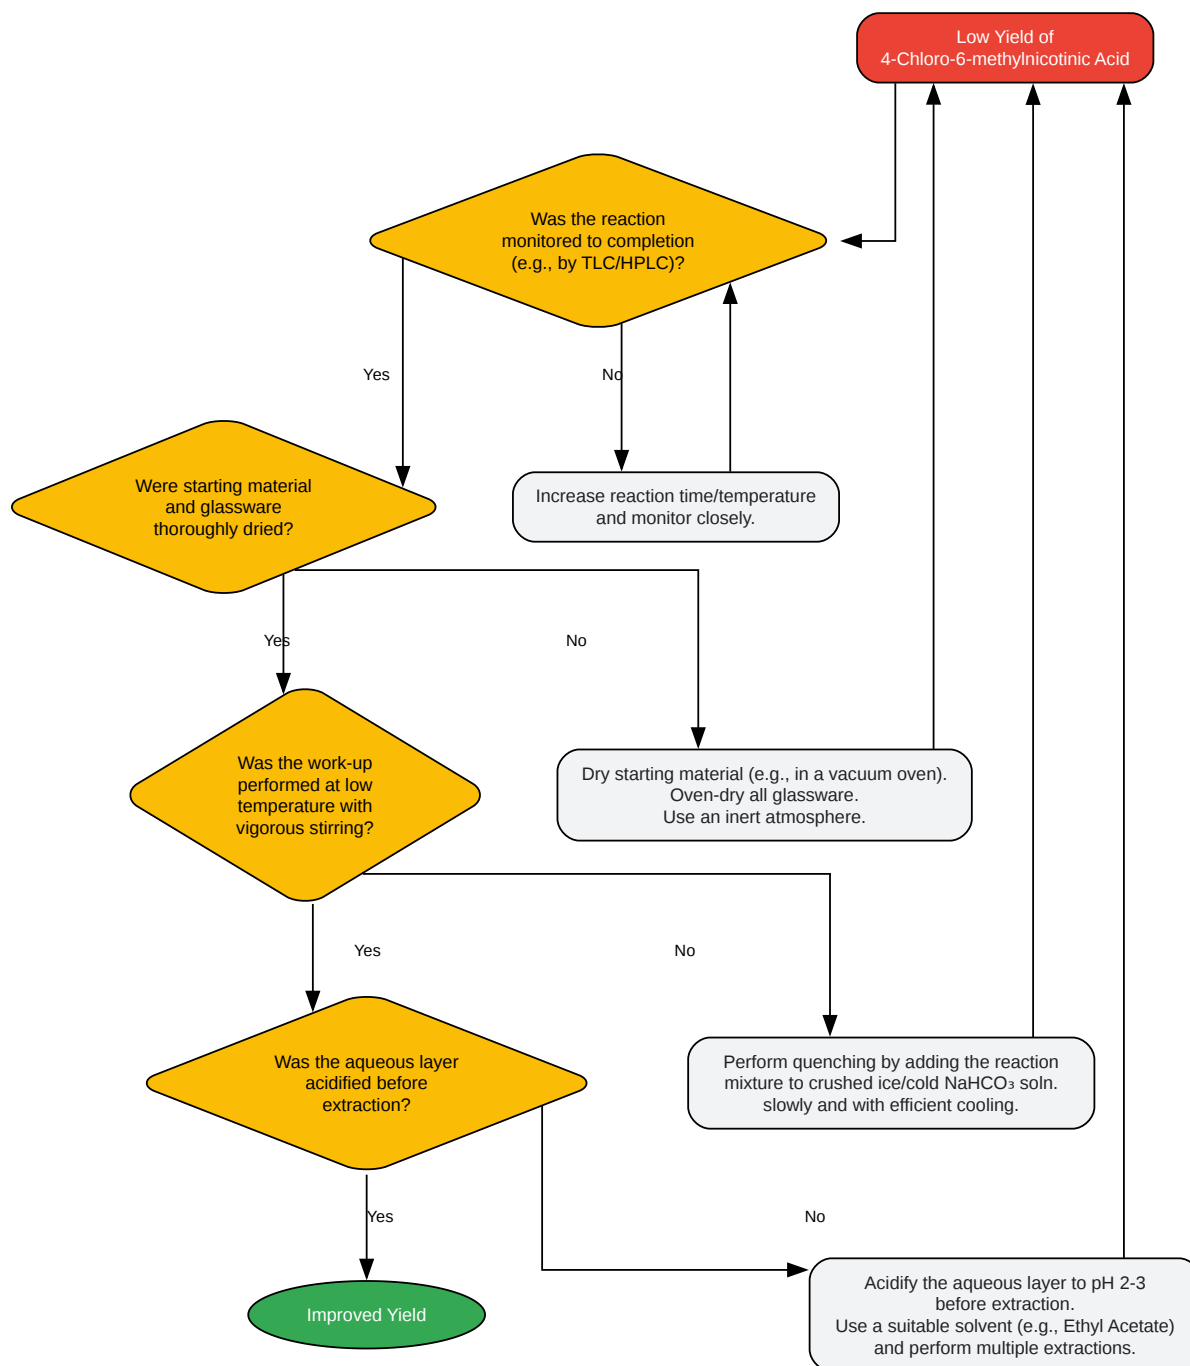 Low Yield of
4-Chloro-6-methylnicotinic Acid
Was the reaction
monitored to completion
(e.g., by TLC/HPLC)?
Yes
No
Were starting material
and glassware
thoroughly dried?
Increase reaction time/temperature
and monitor closely.
Yes
No
Was the work-up
performed at low
temperature with
vigorous stirring?
Dry starting material (e.g., in a vacuum oven).
Oven-dry all glassware.
Use an inert atmosphere.
Yes
No
Was the aqueous layer
acidified before
extraction?
Perform quenching by adding the reaction
mixture to crushed ice/cold NaHCO₃ soln.
slowly and with efficient cooling.
Yes
No
Improved Yield
Acidify the aqueous layer to pH 2-3
before extraction.
Use a suitable solvent (e.g., Ethyl Acetate)
and perform multiple extractions.